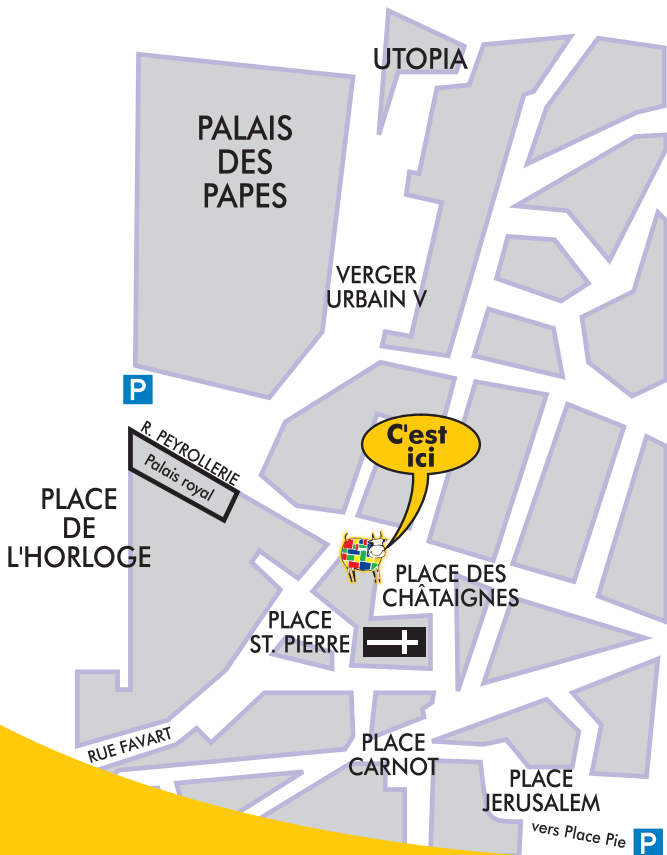 UTOPIA
PALAIS
DES
PAPES
VERGER
URBAIN V
P
R. PEYROLLERIE
Palais royal
C'est
ici
PLACE
DE
L'HORLOGE
PLACE DES
CHÂTAIGNES
PLACE
ST. PIERRE
RUE FAVART
PLACE
CARNOT
PLACE
JERUSALEM
vers Place Pie P